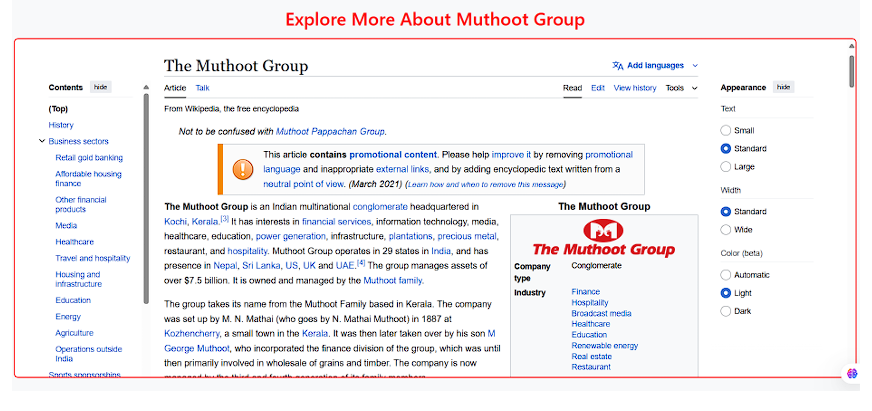 Explore More About Muthoot Group
The Muthoot Group
Add languages
Article Talk
Read Edit View history Tools
From Wikipedia, the free encyclopedia
Not to be confused with Muthoot Pappachan Group.
This article contains promotional content. Please help improve it by removing promotional
language and inappropriate external links, and by adding encyclopedic text written from a
neutral point of view. (March 2021) (Learn how and when to remove this message)
The Muthoot Group is an Indian multinational conglomerate headquartered in
Kochi, Kerala.[3] It has interests in financial services, information technology, media,
healthcare, education, power generation, infrastructure, plantations, precious metal,
restaurant, and hospitality. Muthoot Group operates in 29 states in India, and has
presence in Nepal, Sri Lanka, US, UK and UAE.[4] The group manages assets of
over $7.5 billion. It is owned and managed by the Muthoot family.
The group takes its name from the Muthoot Family based in Kerala. The company
was set up by M. N. Mathai (who goes by N. Mathai Muthoot) in 1887 at
Kozhencherry, a small town in the Kerala. It was then later taken over by his son M
George Muthoot, who incorporated the finance division of the group, which was until
then primarily involved in wholesale of grains and timber. The company is now
managed by the third and fourth generation of its family members.
Contents hide
(Top)
History
Business sectors
Retail gold banking
Affordable housing
finance
Other financial
products
Media
Healthcare
Travel and hospitality
Housing and
infrastructure
Education
Energy
Agriculture
Operations outside
India
Sports sponsorships
The Muthoot Group
The Muthoot Group
Company
type
Conglomerate
Industry
Finance
Hospitality
Broadcast media
Healthcare
Education
Renewable energy
Real estate
Restaurant
Appearance hide
Text
Small
Standard
Large
Width
Standard
Wide
Color (beta)
Automatic
Light
Dark